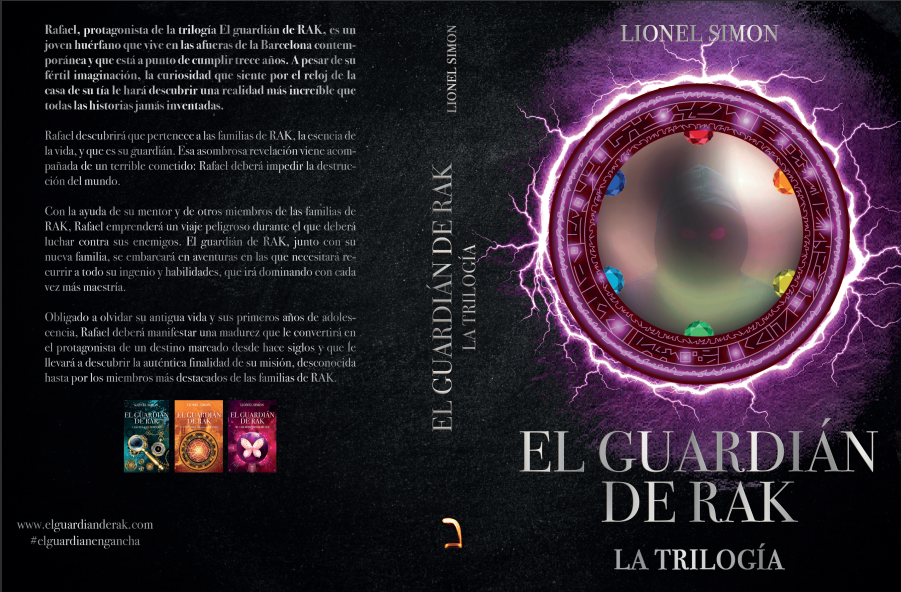 Rafael, protagonista de la trilogía El guardián de RAK, es un
joven huérfano que vive en las afueras de la Barcelona contem-
poránea y que está a punto de cumplir trece años. A pesar de su
fértil imaginación, la curiosidad que siente por el reloj de la
casa de su tía le hará descubrir una realidad más increíble que
todas las historias jamás inventadas.
Rafael descubrirá que pertenece a las familias de RAK, la esencia de
la vida, y que es su guardián. Esa asombrosa revelación viene acom-
pañada de un terrible cometido: Rafael deberá impedir la destruc-
ción del mundo.
Con la ayuda de su mentor y de otros miembros de las familias de
RAK, Rafael emprenderá un viaje peligroso durante el que deberá
luchar contra sus enemigos. El guardián de RAK, junto con su
nueva familia, se embarcará en aventuras en las que necesitará re-
currir a todo su ingenio y habilidades, que irá dominando con cada
vez más maestría.
Obligado a olvidar su antigua vida y sus primeros años de adoles-
cencia, Rafael deberá manifestar una madurez que le convertirá en
el protagonista de un destino marcado desde hace siglos y que le
llevará a descubrir la auténtica finalidad de su misión, desconocida
hasta por los miembros más destacados de las familias de RAK.
LIONEL SIMON
EL GUARDIÁN
DE RAK
LIONEL SIMON
EL GUARDIÁN
DE RAK
LIONEL SIMON
EL GUARDIÁN
DE RAK
www.elguardianderak.com
#elguardianengancha
LIONEL SIMON
EL GUARDIÁN DE RAK
LA TRILOGÍA
LIONEL SIMON
EL GUARDIÁN
DE RAK
LA TRILOGÍA